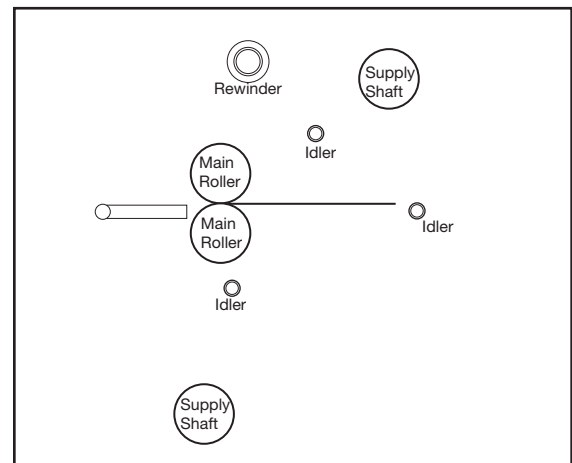 Supply
Shaft
Rewinder
Idler
Main
Roller
Main
Roller
Idler
Idler
Supply
Shaft